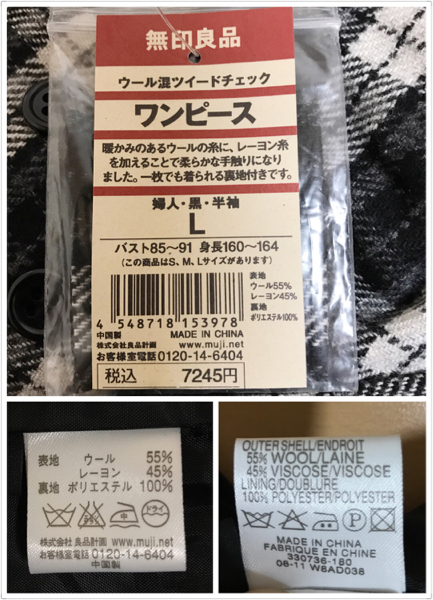 無印良品
ウール混ツイードチェック
ワンピース
暖かみのあるウールの糸に、レーヨン糸
を加えることで柔らかな手触りになり
ました。一枚でも着られる裏地付きです。
婦人・黒・半袖
L
バスト85〜91 身長160〜164
(この商品はS、M、Lサイズがあります)
表地
ウール55%
レーヨン45%
裏地
ポリエステル100%
4 548718 153978
中国製 MADE IN CHINA
株式会社良品計画 www.muji.net
お客様室電話0120-14-6404
税込 7245円
表地 ウール 55%
レーヨン 45%
裏地 ポリエステル 100%
中
ドライ
株式会社 良品計画 www.muji.net
お客様室電話 0120-14-6404
中国製
OUTER SHELL/ENDROIT
55% WOOL/LAINE
45% VISCOSE/VISCOSE
LINING/DOUBLURE
100% POLYESTER/POLYESTER
P
MADE IN CHINA
FABRIQUE EN CHINE
330736-160
08-11 W8AD038